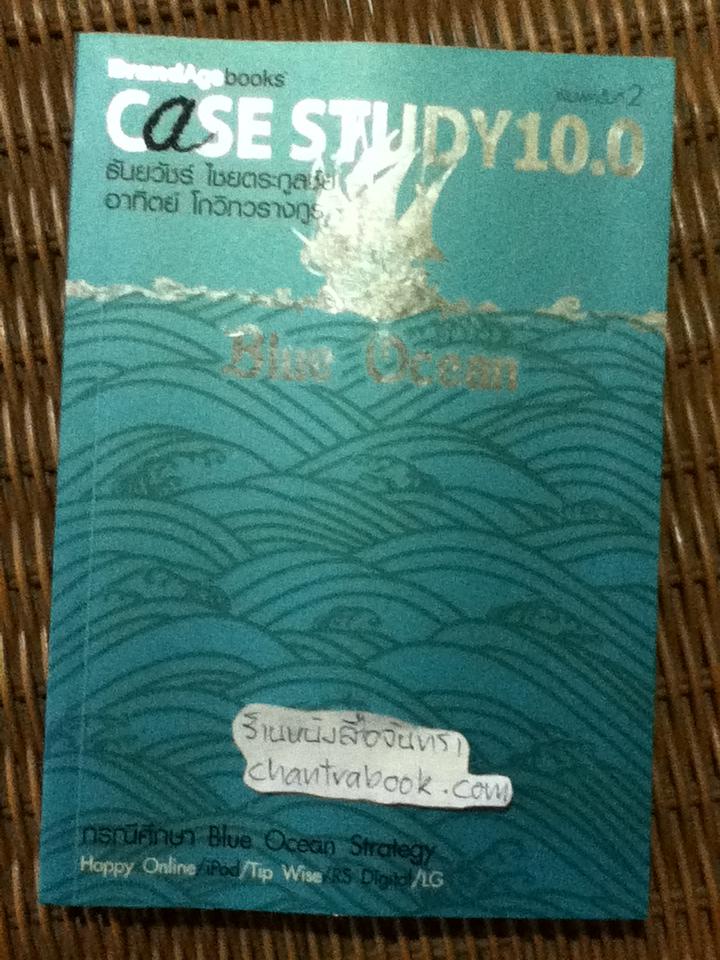 BrandAgebooks
พิมพ์ครั้งที่ 2
CaSE STUDY10.0
ธันยวัชร์ ไชยตระกูลชัย
อาทิตย์ โกวิทวรางกูร
Blue Ocean
ร้านหนังสือจันทรา
chantrabook.com
กรณีศึกษา Blue Ocean Strategy
Happy Online/iPod/Tip Wise/RS Digital/LG